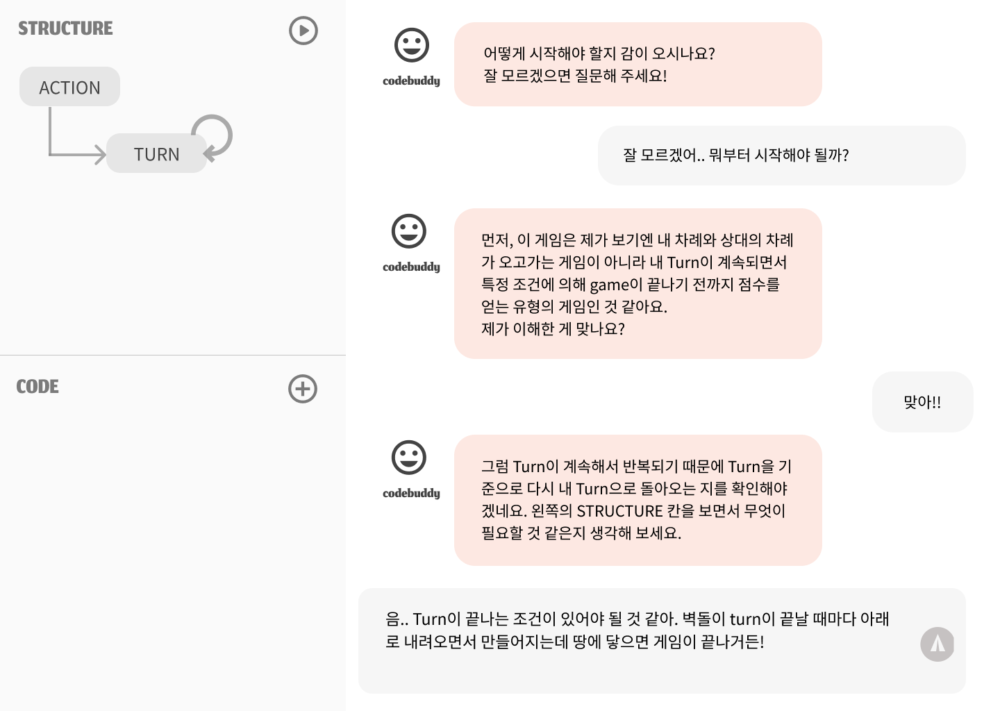 STRUCTURE
ACTION
TURN
CODE
어떻게 시작해야 할지 감이 오시나요?
잘 모르겠으면 질문해 주세요!
codebuddy
잘 모르겠어.. 뭐부터 시작해야 될까?
먼저, 이 게임은 제가 보기엔 내 차례와 상대의 차례
가 오고가는 게임이 아니라 내 Turn이 계속되면서
특정 조건에 의해 game이 끝나기 전까지 점수를
얻는 유형의 게임인 것 같아요.
제가 이해한 게 맞나요?
codebuddy
맞아!!
그럼 Turn이 계속해서 반복되기 때문에 Turn을 기
준으로 다시 내 Turn으로 돌아오는 지를 확인해야
겠네요. 왼쪽의 STRUCTURE 칸을 보면서 무엇이
필요할 것 같은지 생각해 보세요.
codebuddy
음.. Turn이 끝나는 조건이 있어야 될 것 같아. 벽돌이 turn이 끝날 때마다 아래
로 내려오면서 만들어지는데 땅에 닿으면 게임이 끝나거든!